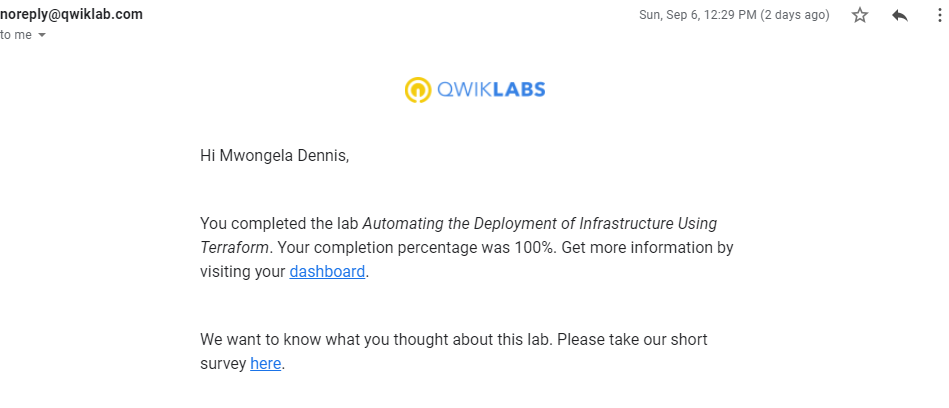 noreply@qwiklab.com
Sun, Sep 6, 12:29 PM (2 days ago)
to me
QWIKLABS
Hi Mwongela Dennis,
You completed the lab Automating the Deployment of Infrastructure Using
Terraform. Your completion percentage was 100%. Get more information by
visiting your dashboard.
We want to know what you thought about this lab. Please take our short
survey here.